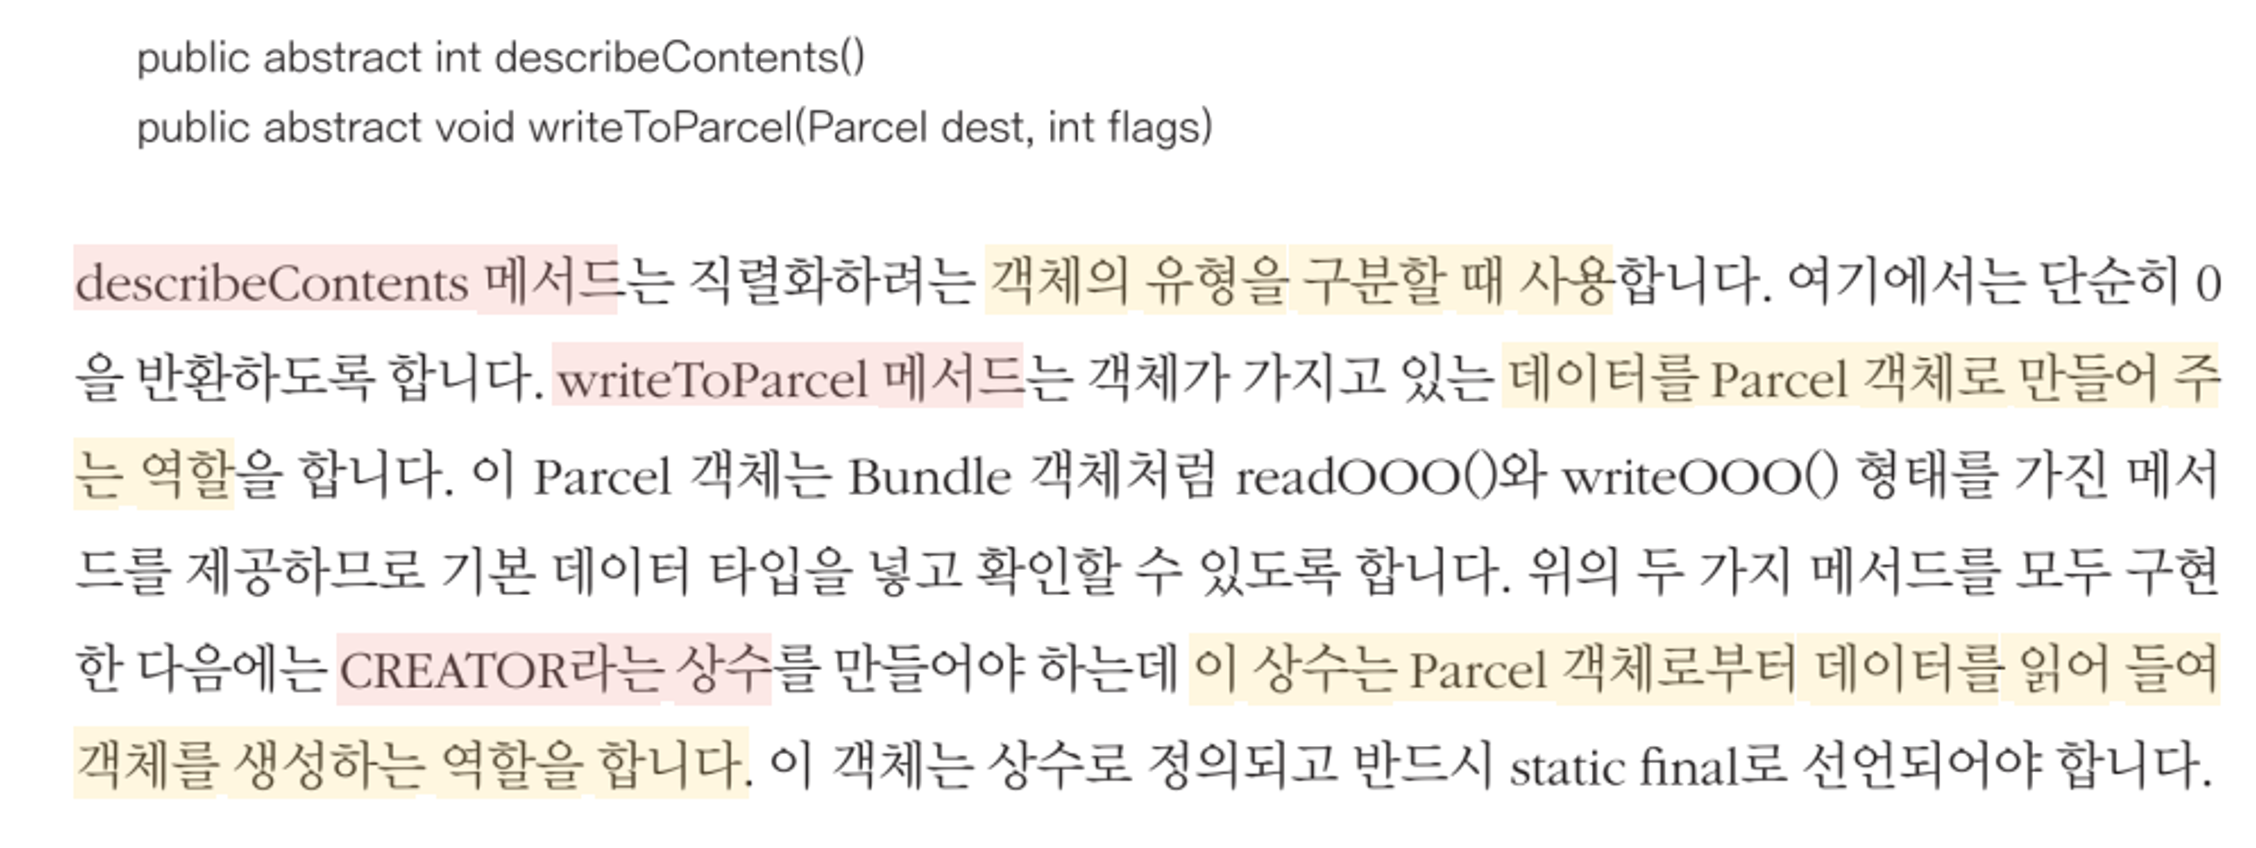 public abstract int describeContents()
public abstract void writeToParcel(Parcel dest, int flags)
describeContents 메서드는 직렬화하려는 객체의 유형을 구분할 때 사용합니다. 여기에서는 단순히 0
을 반환하도록 합니다. writeToParcel 메서드는 객체가 가지고 있는 데이터를 Parcel 객체로 만들어 주
는 역할을 합니다. 이 Parcel 객체는 Bundle 객체처럼 readOOO()와 writeOOO() 형태를 가진 메서
드를 제공하므로 기본 데이터 타입을 넣고 확인할 수 있도록 합니다. 위의 두 가지 메서드를 모두 구현
한 다음에는 CREATOR라는 상수를 만들어야 하는데 이 상수는 Parcel 객체로부터 데이터를 읽어 들여
객체를 생성하는 역할을 합니다. 이 객체는 상수로 정의되고 반드시 static final로 선언되어야 합니다.